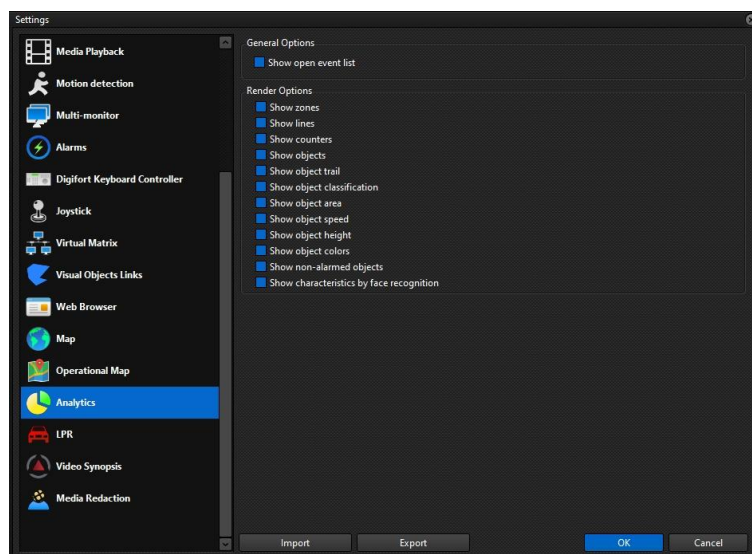 Settings
Media Playback
Motion detection
Multi-monitor
Alarms
Digifort Keyboard Controller
Joystick
Virtual Matrix
Visual Objects Links
Web Browser
Map
Operational Map
Analytics
LPR
Video Synopsis
Media Redaction
General Options
Show open event list
Render Options
Show zones
Show lines
Show counters
Show objects
Show object trail
Show object classification
Show object area
Show object speed
Show object height
Show object colors
Show non-alarmed objects
Show characteristics by face recognition
Import
Export
OK
Cancel